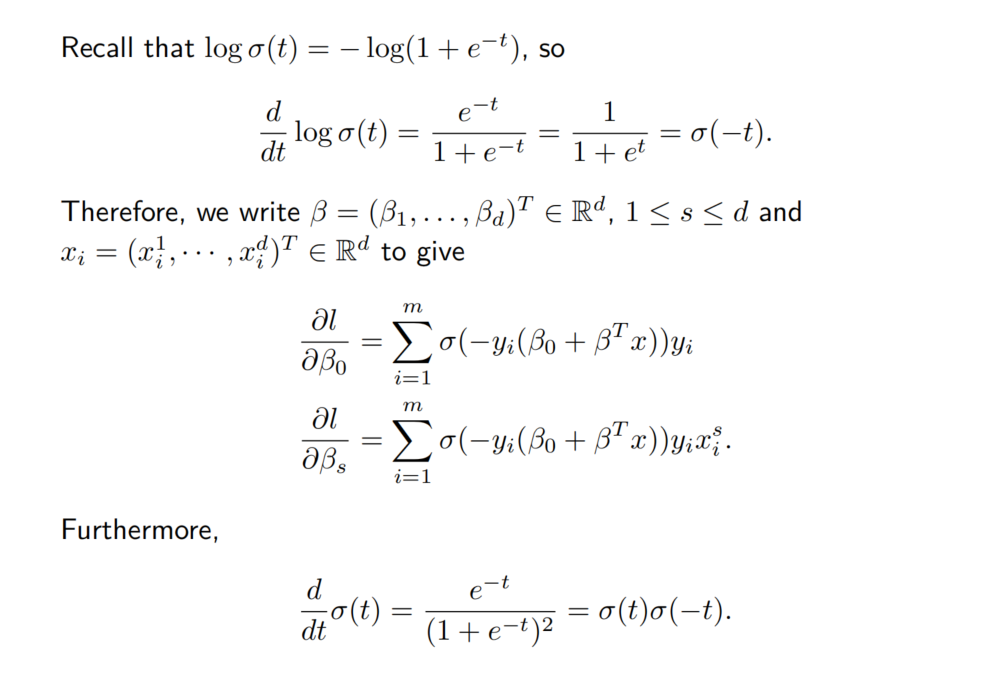 Recall that log σ(t) = − log(1 + e^{−t}), so
d/dt log σ(t) = e^{−t}/(1 + e^{−t}) = 1/(1 + e^{t}) = σ(−t).
Therefore, we write β = (β_1, . . . , β_d)^T ∈ ℝ^d, 1 ≤ s ≤ d and
x_i = (x_i^1, · · · , x_i^d)^T ∈ ℝ^d to give
∂l/∂β_0 = ∑_{i=1}^{m} σ(−y_i(β_0 + β^T x))y_i
∂l/∂β_s = ∑_{i=1}^{m} σ(−y_i(β_0 + β^T x))y_i x_i^s.
Furthermore,
d/dt σ(t) = e^{−t}/(1 + e^{−t})^2 = σ(t)σ(−t).